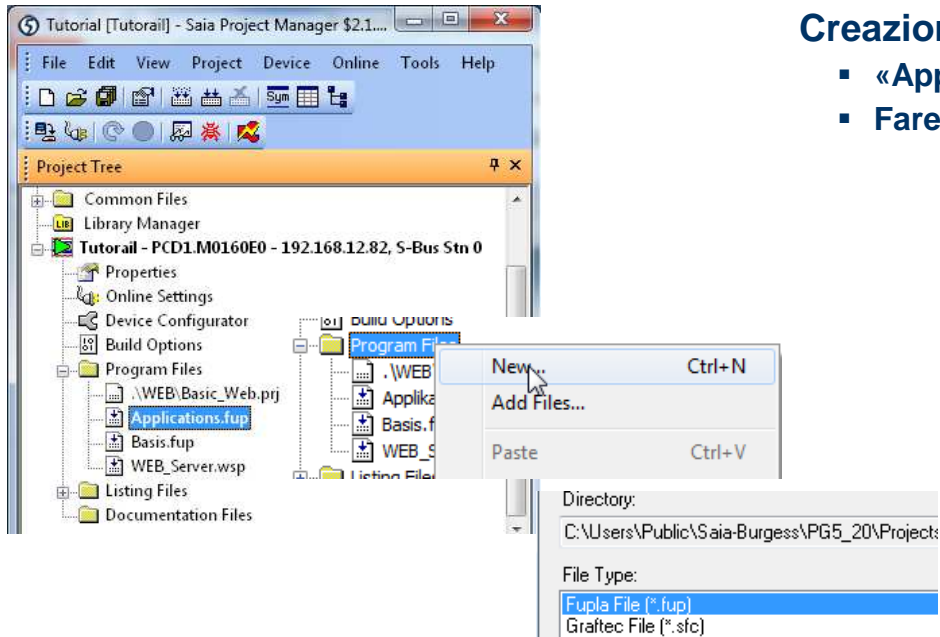 Tutorial [Tutorail] - Saia Project Manager $2.1....
File Edit View Project Device Online Tools Help
Sym
Project Tree
Common Files
LIB Library Manager
Tutorail - PCD1.M0160E0 - 192.168.12.82, S-Bus Stn 0
Properties
Online Settings
Device Configurator
Build Options
Program Files
.\WEB\Basic_Web.prj
Applications.fup
Basis.fup
WEB_Server.wsp
Listing Files
Documentation Files
Build Options
Program
.\WEB
Basis.f
WEB_S
Listing
New... Ctrl+N
Add Files...
Paste Ctrl+V
Directory:
C:\Users\Public\Saia-Burgess\PG5_20\Projects
File Type:
Fupla File (*.fup)
Graftec File (*.sfc)
Creazion
«App
Fare